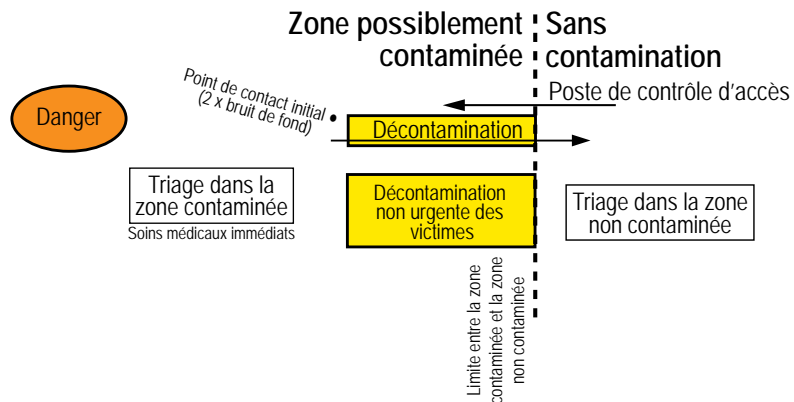 Zone possiblement
contaminée
Sans
contamination
Point de contact initial
(2 x bruit de fond)
Poste de contrôle d'accès
Danger
Décontamination
Triage dans la
zone contaminée
Soins médicaux immédiats
Décontamination
non urgente des
victimes
Triage dans la zone
non contaminée
Limite entre la zone
contaminée et la zone
non contaminée